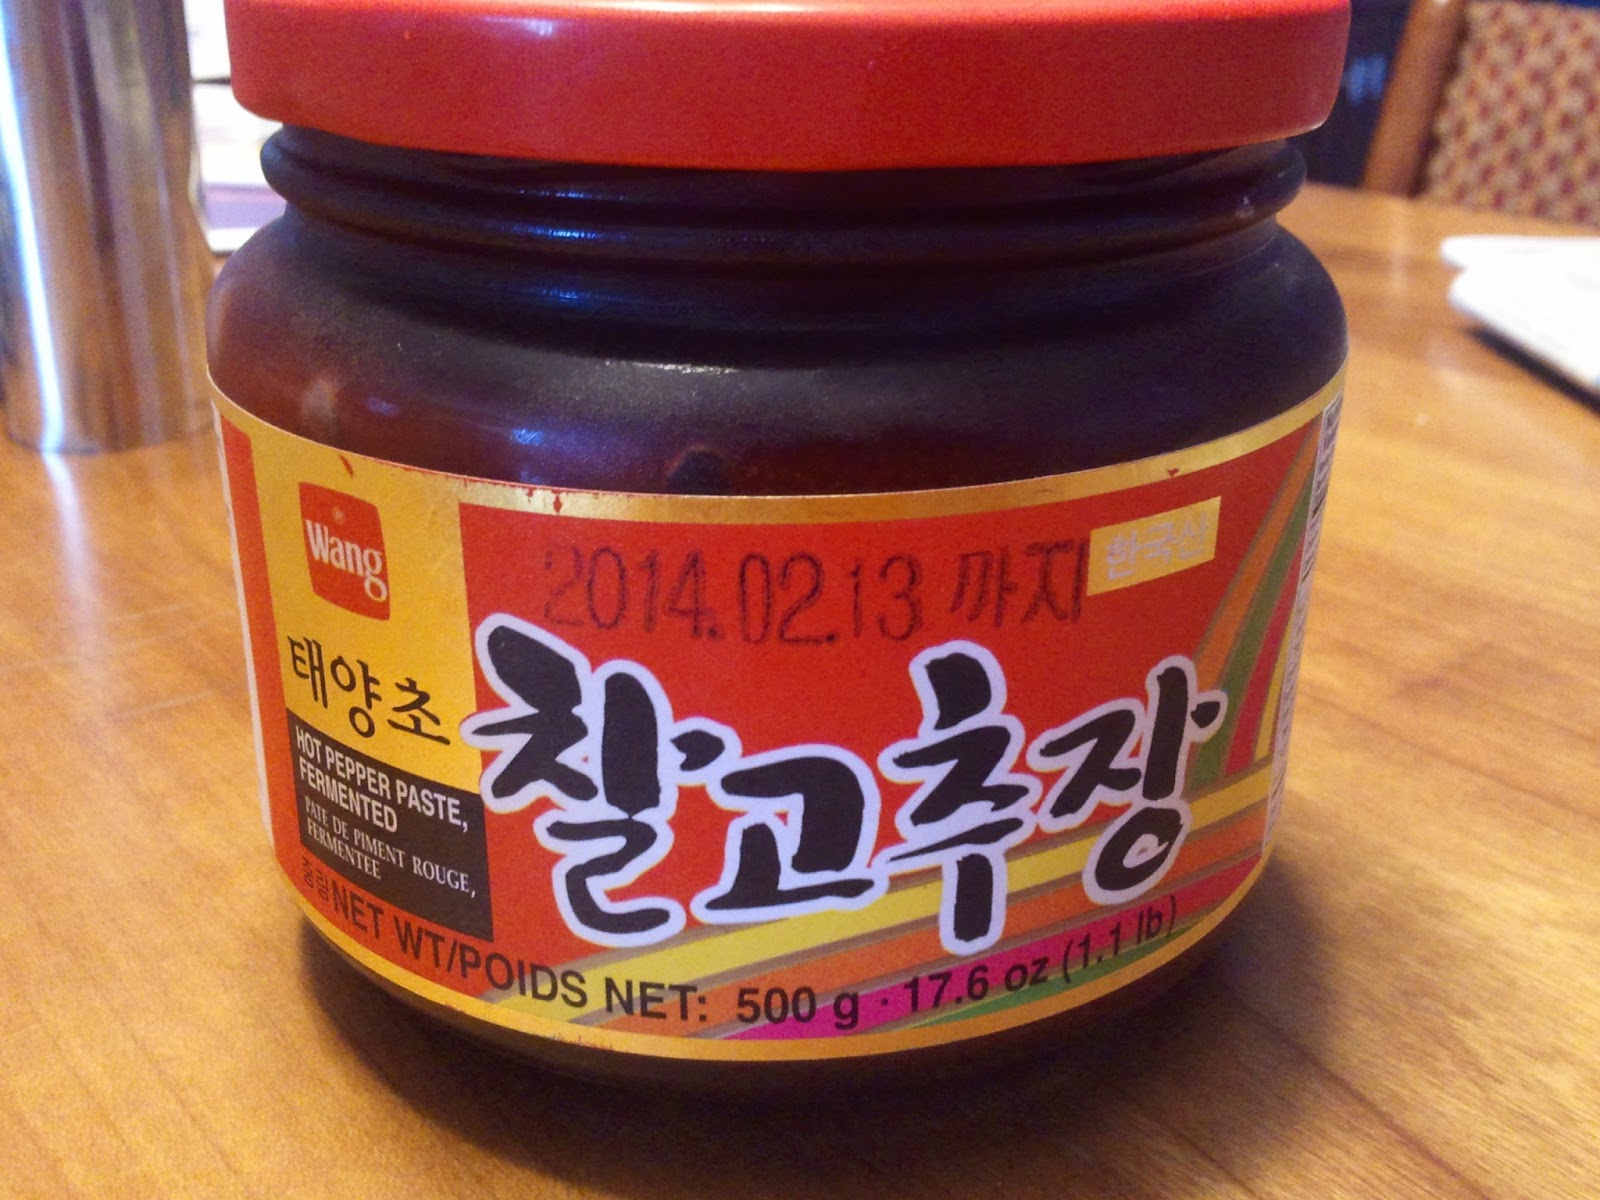 Wang
®
2014.02.13 까지
한국산
태양초
찰고추장
HOT PEPPER PASTE,
FERMENTED
PATE DE PIMENT ROUGE,
FERMENTEE
NET WT/POIDS NET: 500 g · 17.6 oz (1.1 lb)